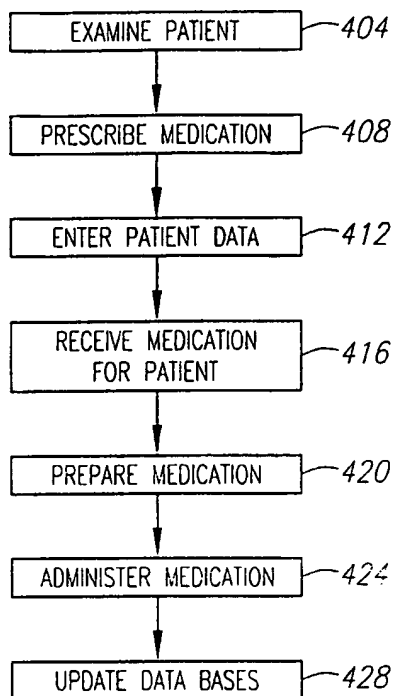 EXAMINE PATIENT 404
PRESCRIBE MEDICATION 408
ENTER PATIENT DATA 412
RECEIVE MEDICATION
FOR PATIENT 416
PREPARE MEDICATION 420
ADMINISTER MEDICATION 424
UPDATE DATA BASES 428